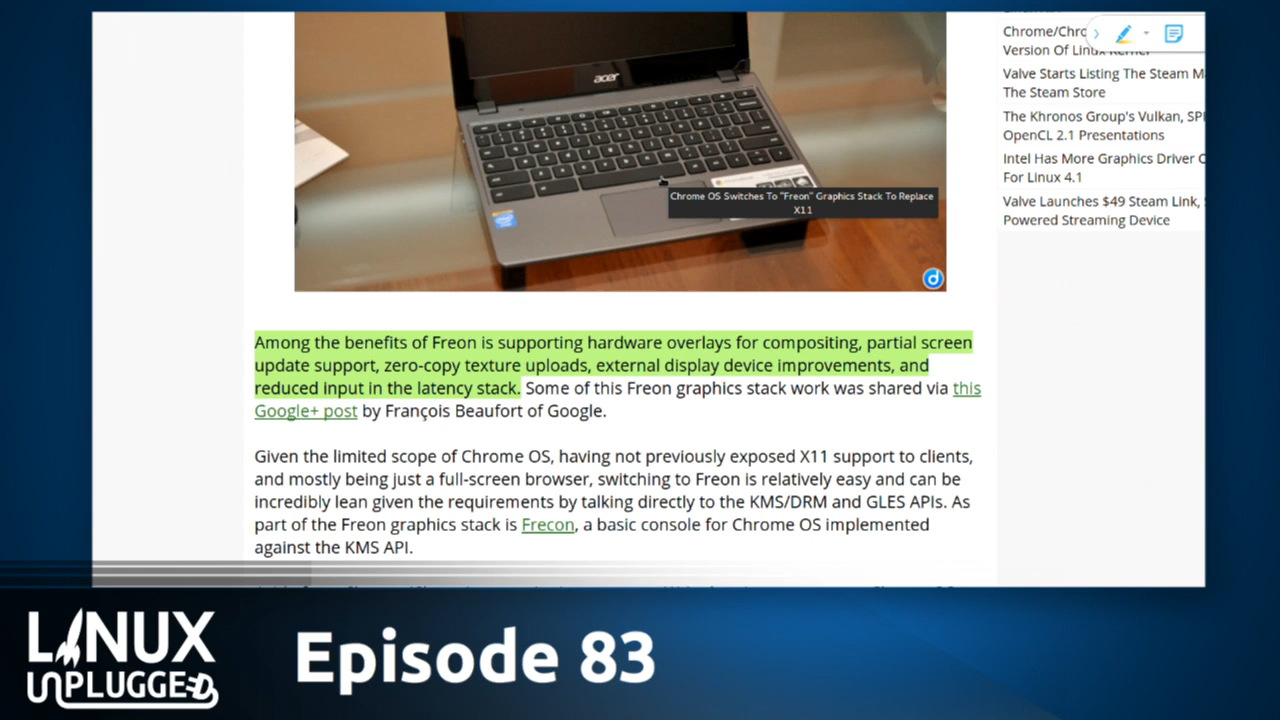 acer
Chrome OS Switches To "Freon" Graphics Stack To Replace
X11
Among the benefits of Freon is supporting hardware overlays for compositing, partial screen
update support, zero-copy texture uploads, external display device improvements, and
reduced input in the latency stack. Some of this Freon graphics stack work was shared via this
Google+ post by François Beaufort of Google.
Given the limited scope of Chrome OS, having not previously exposed X11 support to clients,
and mostly being just a full-screen browser, switching to Freon is relatively easy and can be
incredibly lean given the requirements by talking directly to the KMS/DRM and GLES APIs. As
part of the Freon graphics stack is Frecon, a basic console for Chrome OS implemented
against the KMS API.
Chrome/Chro
Version Of Linux Kernel
Valve Starts Listing The Steam M
The Steam Store
The Khronos Group's Vulkan, SPI
OpenCL 2.1 Presentations
Intel Has More Graphics Driver C
For Linux 4.1
Valve Launches $49 Steam Link, S
Powered Streaming Device
LINUX
UNPLUGGED
Episode 83